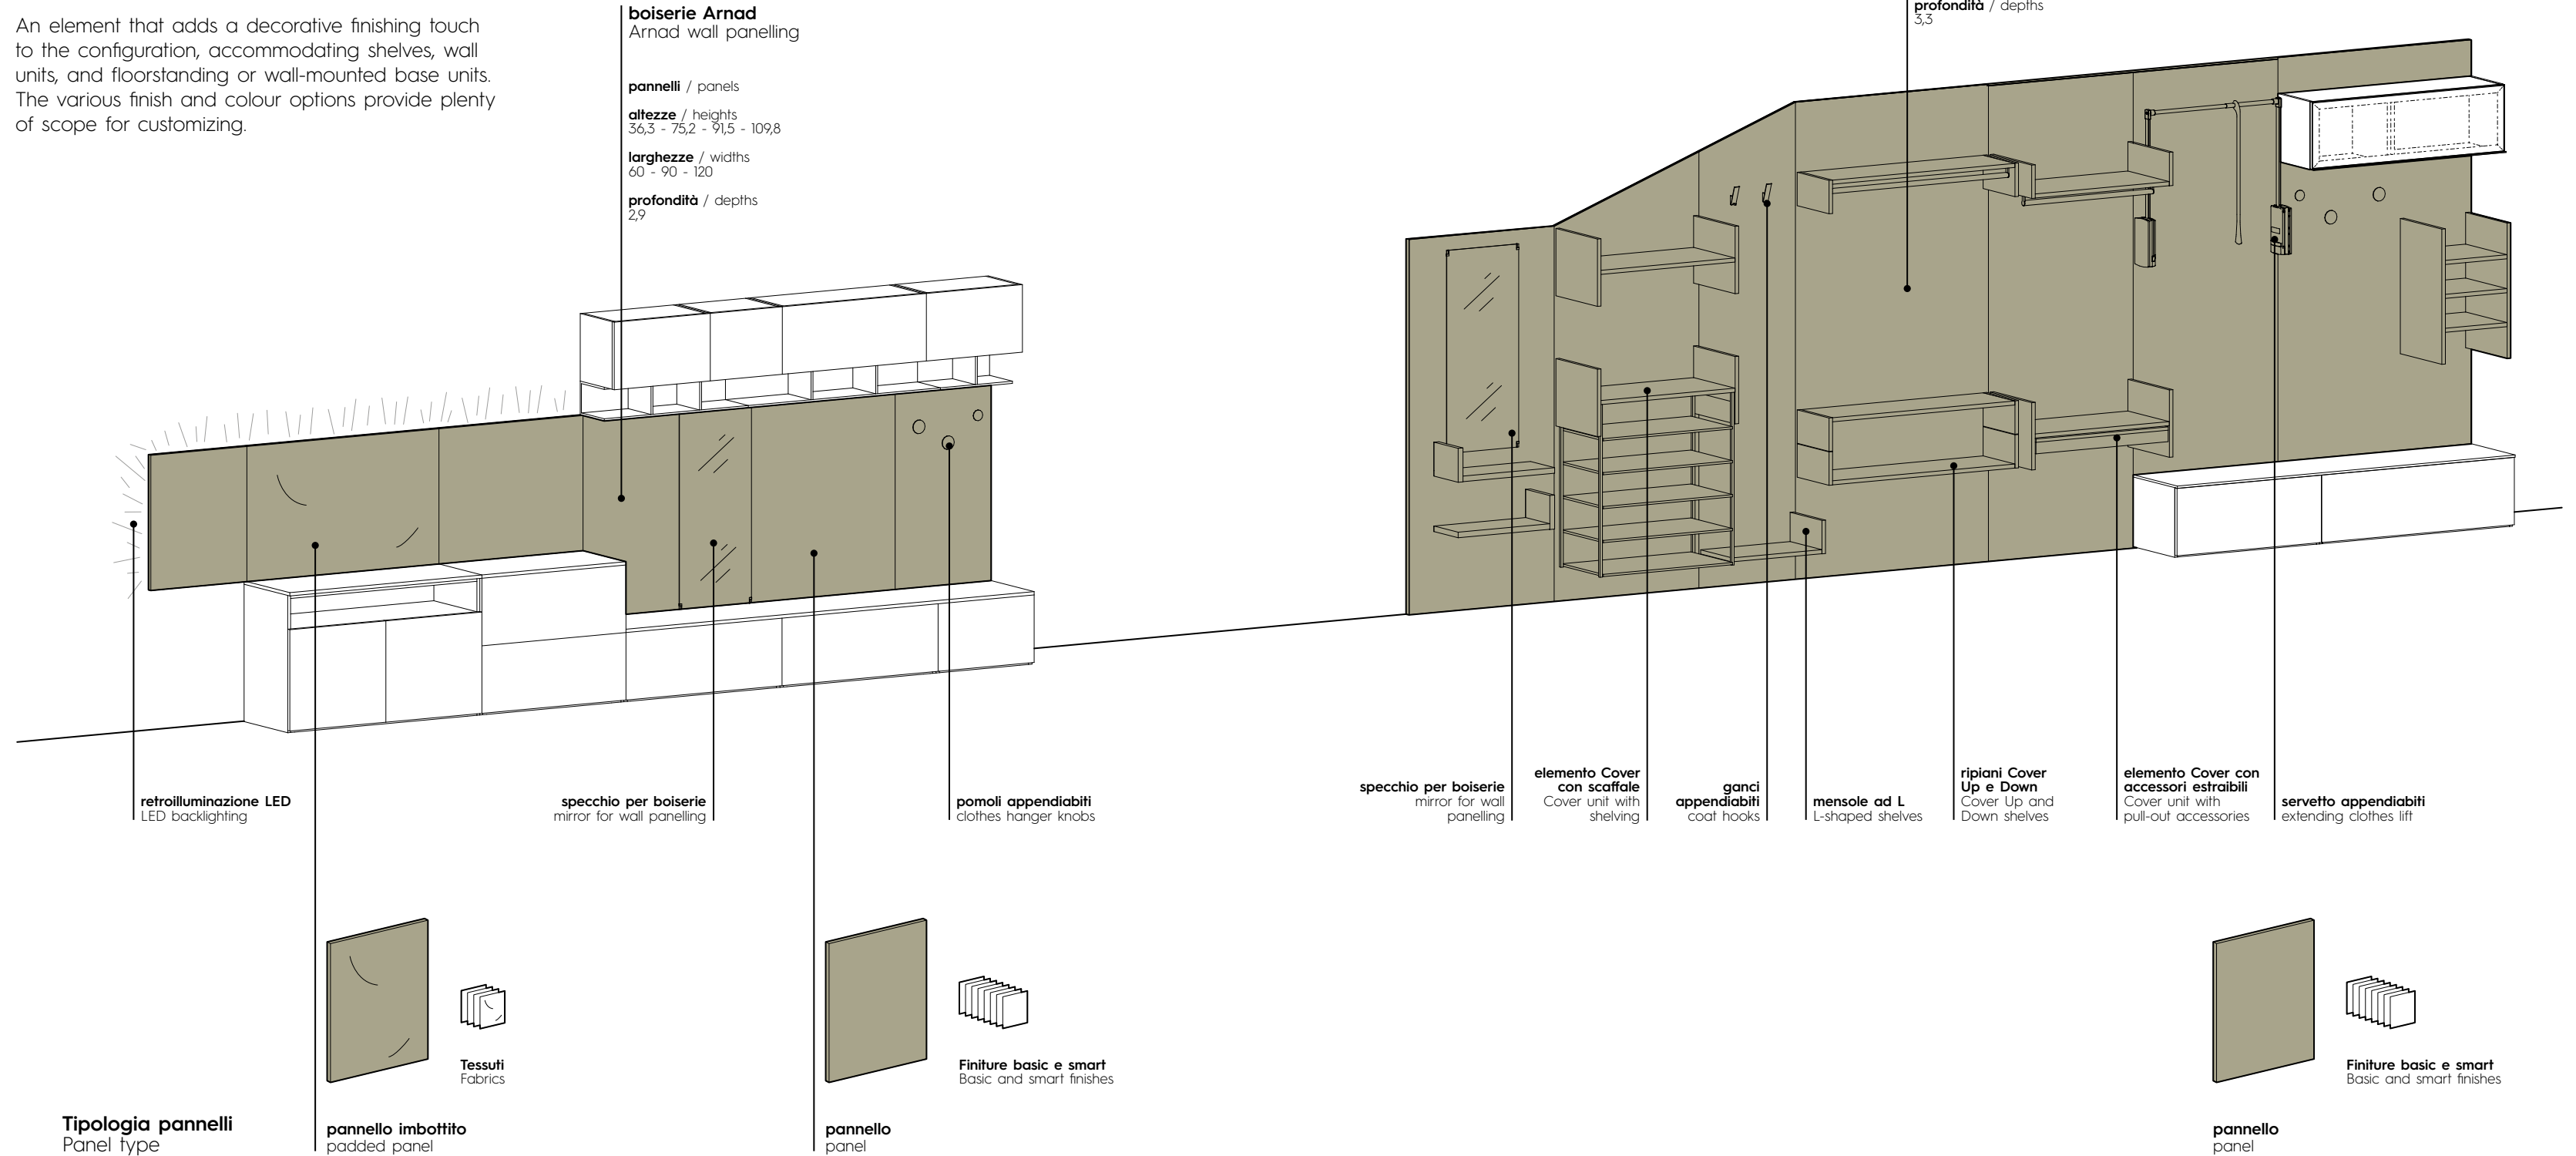 An element that adds a decorative finishing touch
to the configuration, accommodating shelves, wall
units, and floorstanding or wall-mounted base units.
The various finish and colour options provide plenty
of scope for customizing.
boiserie Arnad
Arnad wall panelling
pannelli / panels
altezze / heights
36,3 - 75,2 - 91,5 - 109,8
larghezze / widths
60 - 90 - 120
profondità / depths
2,9
profondità / depths
3,3
retroilluminazione LED
LED backlighting
specchio per boiserie
mirror for wall panelling
pomoli appendiabiti
clothes hanger knobs
specchio per boiserie
mirror for wall
panelling
elemento Cover
con scaffale
Cover unit with
shelving
ganci
appendiabiti
coat hooks
mensole ad L
L-shaped shelves
ripiani Cover
Up e Down
Cover Up and
Down shelves
elemento Cover con
accessori estraibili
Cover unit with
pull-out accessories
servetto appendiabiti
extending clothes lift
Tessuti
Fabrics
Finiture basic e smart
Basic and smart finishes
Finiture basic e smart
Basic and smart finishes
Tipologia pannelli
Panel type
pannello imbottito
padded panel
pannello
panel
pannello
panel